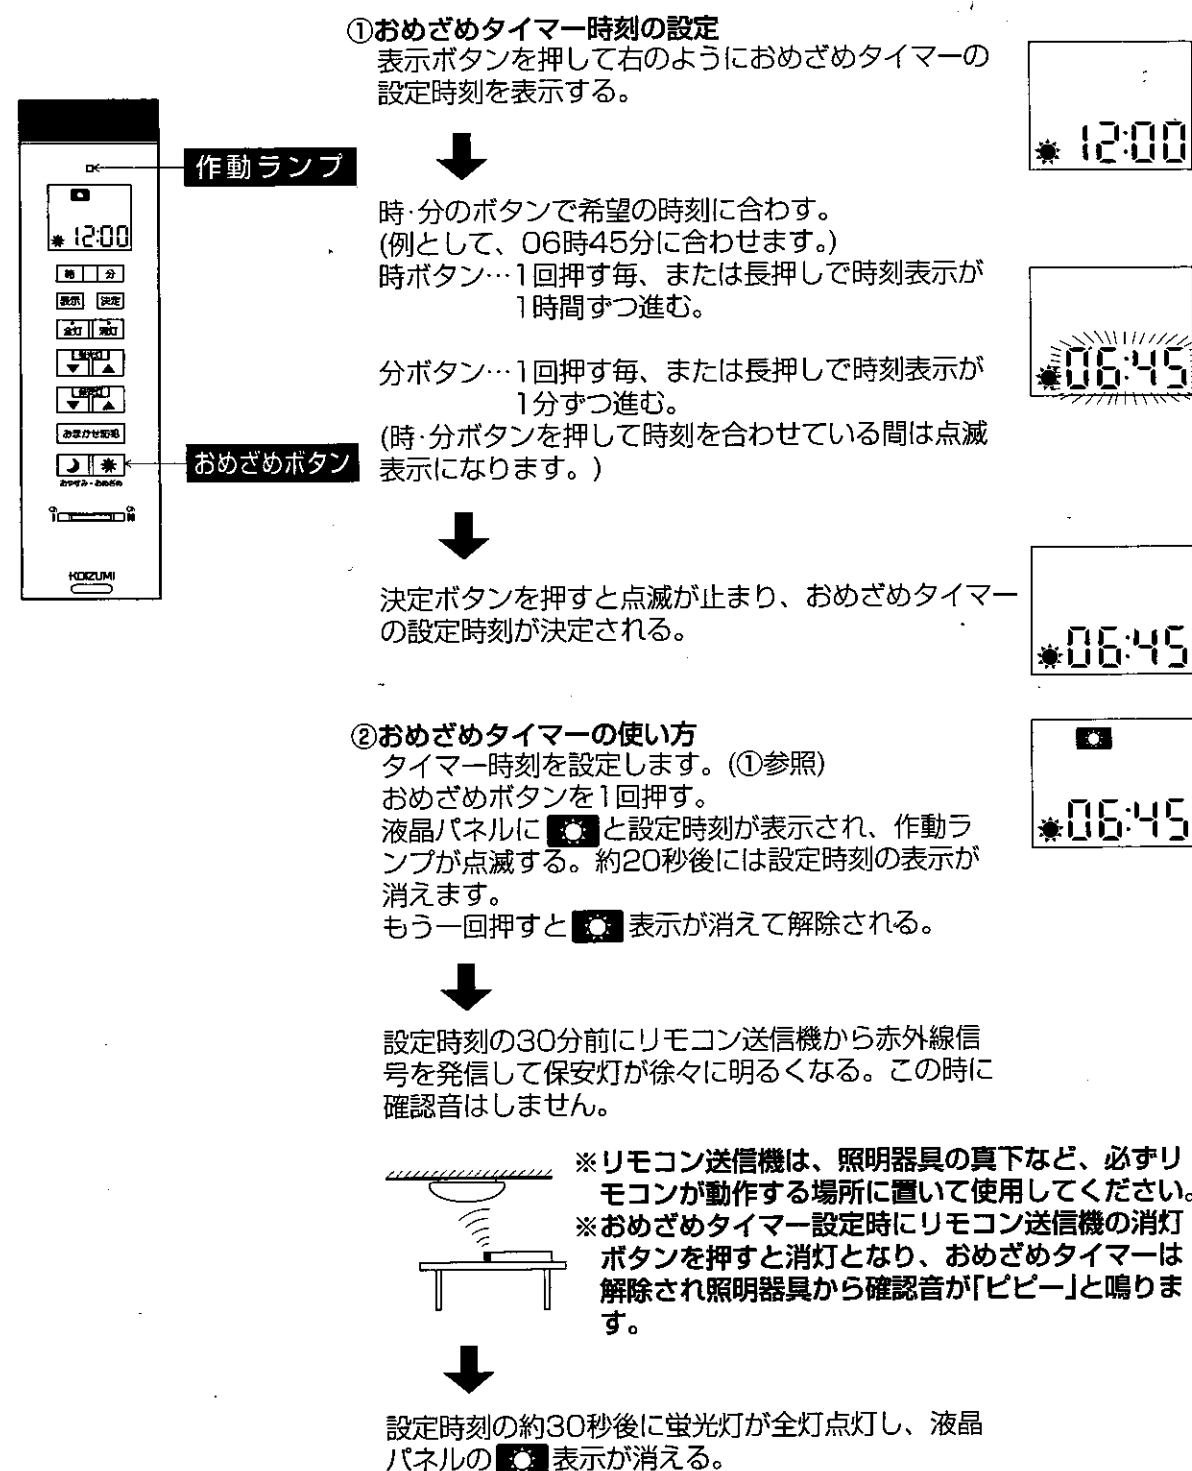 ①おめざめタイマー時刻の設定
表示ボタンを押して右のようにおめざめタイマーの
設定時刻を表示する。
12:00
作動ランプ
12:00
時 分
表示 決定
全灯 消灯
おまかせ
おやすみ・おめざめ
KOIZUMI
おめざめボタン
時·分のボタンで希望の時刻に合わす。
(例として、06時45分に合わせます。)
時ボタン…1回押す毎、または長押しで時刻表示が
1時間ずつ進む。
分ボタン…1回押す毎、または長押しで時刻表示が
1分ずつ進む。
(時·分ボタンを押して時刻を合わせている間は点滅
表示になります。)
06:45
決定ボタンを押すと点滅が止まり、おめざめタイマー
の設定時刻が決定される。
06:45
②おめざめタイマーの使い方
タイマー時刻を設定します。(①参照)
おめざめボタンを1回押す。
液晶パネルに と設定時刻が表示され、作動ラ
ンプが点滅する。約20秒後には設定時刻の表示が
消えます。
もう一回押すと 表示が消えて解除される。
06:45
設定時刻の30分前にリモコン送信機から赤外線信
号を発信して保安灯が徐々に明るくなる。この時に
確認音はしません。
※リモコン送信機は、照明器具の真下など、必ずリ
モコンが動作する場所に置いて使用してください。
※おめざめタイマー設定時にリモコン送信機の消灯
ボタンを押すと消灯となり、おめざめタイマーは
解除され照明器具から確認音が「ピピー」と鳴りま
す。
設定時刻の約30秒後に蛍光灯が全灯点灯し、液晶
パネルの 表示が消える。